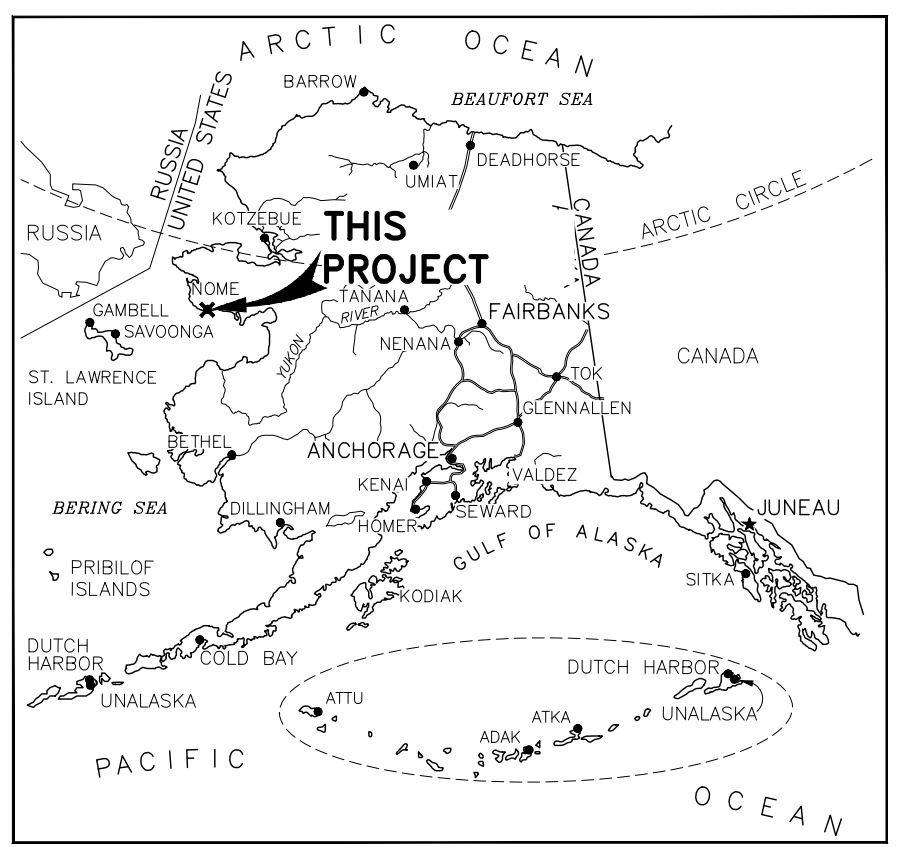 ARCTIC OCEAN
BARROW
BEAUFORT SEA
RUSSIA
UNITED STATES
DEADHORSE
UMIAT
CANADA
ARCTIC CIRCLE
RUSSIA
KOTZEBUE
THIS
PROJECT
NOME
TANANA
RIVER
YUKON
GAMBELL
SAVOONGA
FAIRBANKS
NENANA
ST. LAWRENCE
ISLAND
TOK
CANADA
GLENNALLEN
BETHEL
ANCHORAGE
KENAI
VALDEZ
BERING SEA
DILLINGHAM
HOMER
SEWARD
JUNEAU
GULF OF ALASKA
PRIBILOF
ISLANDS
SITKA
KODIAK
DUTCH
HARBOR
COLD BAY
UNALASKA
DUTCH HARBOR
UNALASKA
ATTU
ATKA
ADAK
PACIFIC
OCEAN